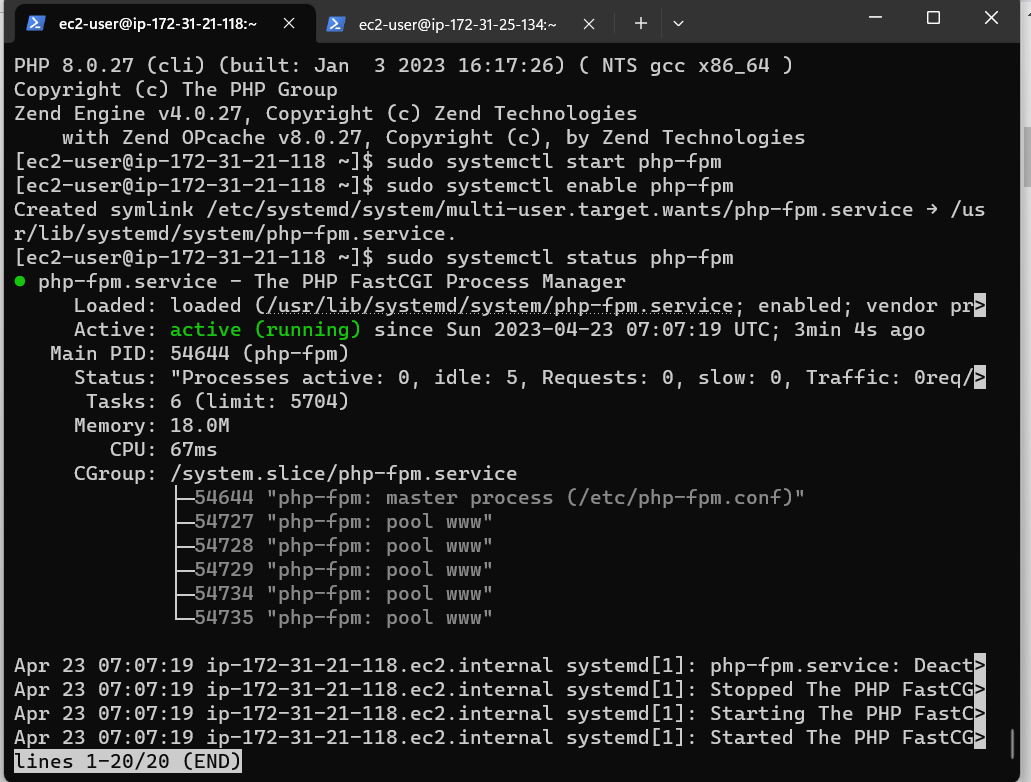 ec2-user@ip-172-31-21-118:~ ec2-user@ip-172-31-25-134:~
PHP 8.0.27 (cli) (built: Jan  3 2023 16:17:26) ( NTS gcc x86_64 )
Copyright (c) The PHP Group
Zend Engine v4.0.27, Copyright (c) Zend Technologies
    with Zend OPcache v8.0.27, Copyright (c), by Zend Technologies
[ec2-user@ip-172-31-21-118 ~]$ sudo systemctl start php-fpm
[ec2-user@ip-172-31-21-118 ~]$ sudo systemctl enable php-fpm
Created symlink /etc/systemd/system/multi-user.target.wants/php-fpm.service → /us
r/lib/systemd/system/php-fpm.service.
[ec2-user@ip-172-31-21-118 ~]$ sudo systemctl status php-fpm
● php-fpm.service - The PHP FastCGI Process Manager
     Loaded: loaded (/usr/lib/systemd/system/php-fpm.service; enabled; vendor pr>
     Active: active (running) since Sun 2023-04-23 07:07:19 UTC; 3min 4s ago
   Main PID: 54644 (php-fpm)
     Status: "Processes active: 0, idle: 5, Requests: 0, slow: 0, Traffic: 0req/>
      Tasks: 6 (limit: 5704)
     Memory: 18.0M
        CPU: 67ms
     CGroup: /system.slice/php-fpm.service
             ├─54644 "php-fpm: master process (/etc/php-fpm.conf)"
             ├─54727 "php-fpm: pool www"
             ├─54728 "php-fpm: pool www"
             ├─54729 "php-fpm: pool www"
             ├─54734 "php-fpm: pool www"
             └─54735 "php-fpm: pool www"
Apr 23 07:07:19 ip-172-31-21-118.ec2.internal systemd[1]: php-fpm.service: Deact>
Apr 23 07:07:19 ip-172-31-21-118.ec2.internal systemd[1]: Stopped The PHP FastCG>
Apr 23 07:07:19 ip-172-31-21-118.ec2.internal systemd[1]: Starting The PHP FastC>
Apr 23 07:07:19 ip-172-31-21-118.ec2.internal systemd[1]: Started The PHP FastCG>
lines 1-20/20 (END)